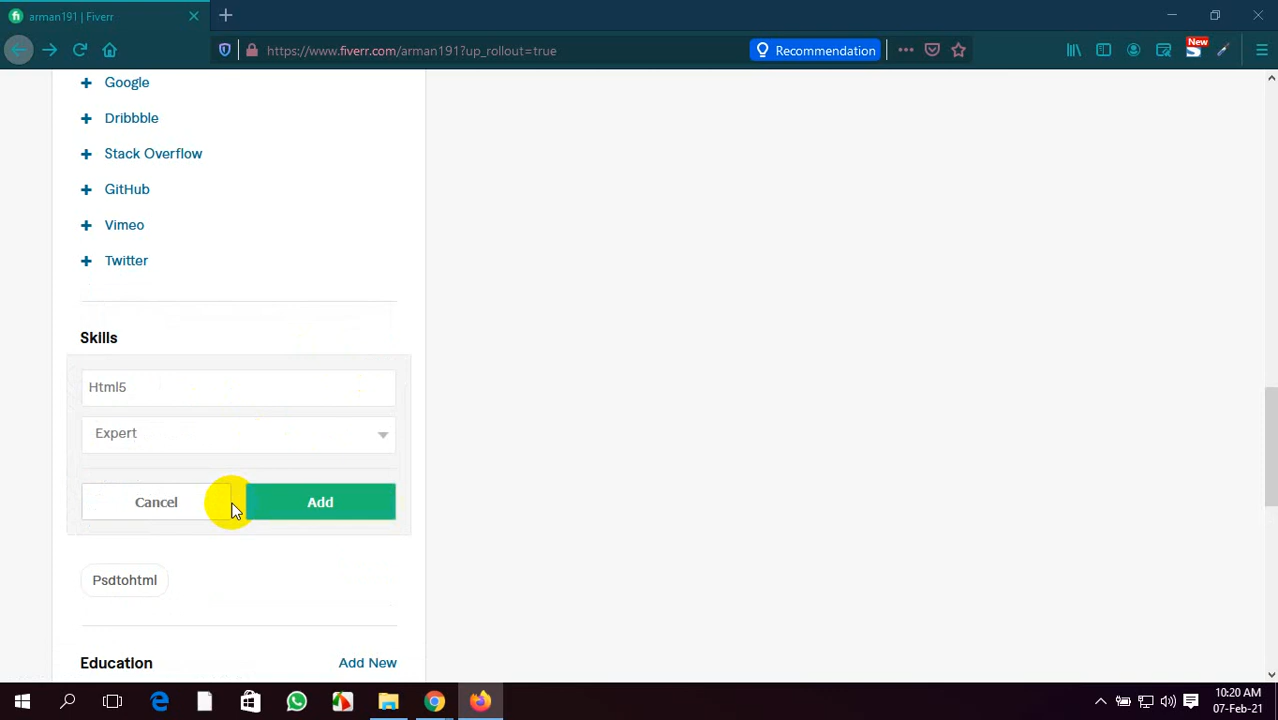 arman191 | Fiverr
https://www.fiverr.com/arman191?up_rollout=true
Recommendation
New
Google
Dribbble
Stack Overflow
GitHub
Vimeo
Twitter
Skills
Html5
Expert
Cancel
Add
Psdtohtml
Education
Add New
10:20 AM
07-Feb-21